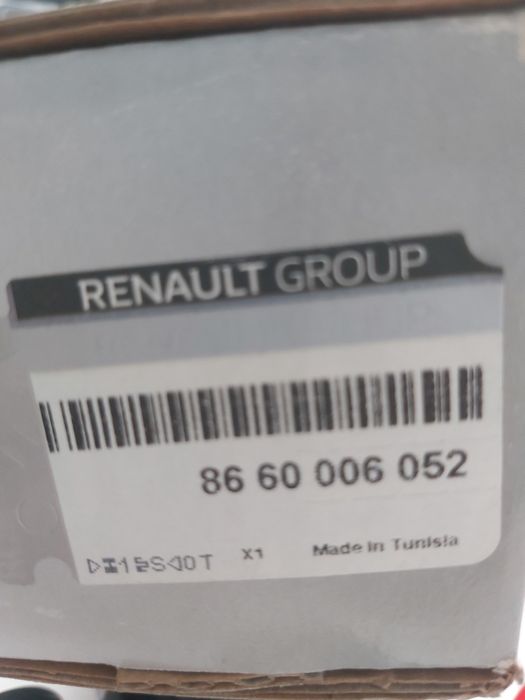 RENAULT GROUP
86 60 006 052
X1 Made in Tunisia